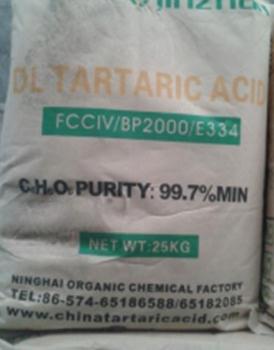 DL TARTARIC ACID
FCCIV/BP2000/E334
C₄H₆O₆ PURITY: 99.7%MIN
NET WT:25KG
NINGHAI ORGANIC CHEMICAL FACTORY
TEL:86-574-65186588/65182085
www.chinatartaricacid.com